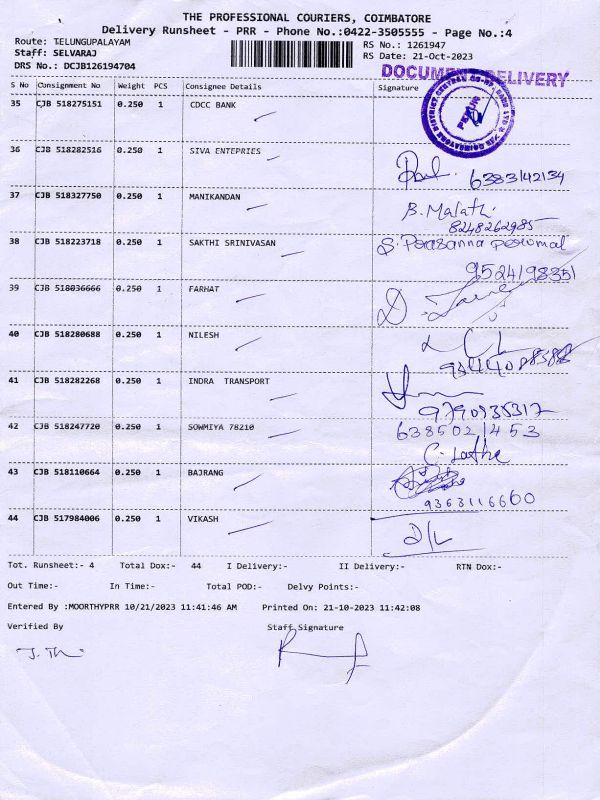 THE PROFESSIONAL COURIERS, COIMBATORE
Delivery Runsheet - PRR - Phone No.:0422-3505555 - Page No.:4
Route: TELUNGUPALAYAM
Staff: SELVARAJ
DRS No.: DCJB126194704
RS No.: 1261947
RS Date: 21-Oct-2023
DOCUMENT DELIVERY
S No Consignment No Weight PCS Consignee Details Signature
35 CJB 518275151 0.250 1 CDCC BANK
36 CJB 518282516 0.250 1 SIVA ENTEPRIES
6383142134
37 CJB 518327750 0.250 1 MANIKANDAN
B. Malathi
8248262985
38 CJB 518223718 0.250 1 SAKTHI SRINIVASAN
S. Porasanna perumal
9524198351
39 CJB 518036666 0.250 1 FARHAT
40 CJB 518280688 0.250 1 NILESH
41 CJB 518282268 0.250 1 INDRA TRANSPORT
9790935317
42 CJB 518247720 0.250 1 SOWMIYA 78210
638502 1453
C. Latha
43 CJB 518110664 0.250 1 BAJRANG
9363116660
44 CJB 517984006 0.250 1 VIKASH
D/L
Tot. Runsheet:- 4 Total Dox:- 44 I Delivery:- II Delivery:- RTN Dox:-
Out Time:- In Time:- Total POD:- Delvy Points:-
Entered By :MOORTHYPRR 10/21/2023 11:41:46 AM Printed On: 21-10-2023 11:42:08
Verified By Staff Signature